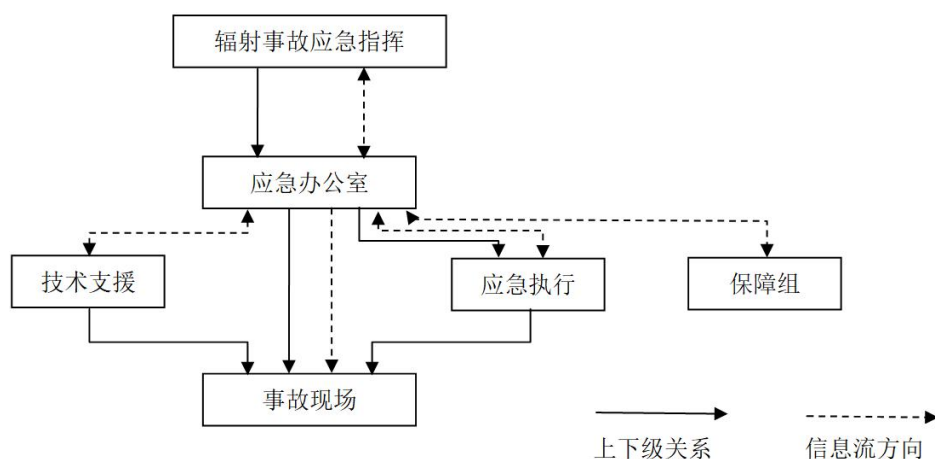 辐射事故应急指挥
应急办公室
技术支援
应急执行
保障组
事故现场
上下级关系
信息流方向